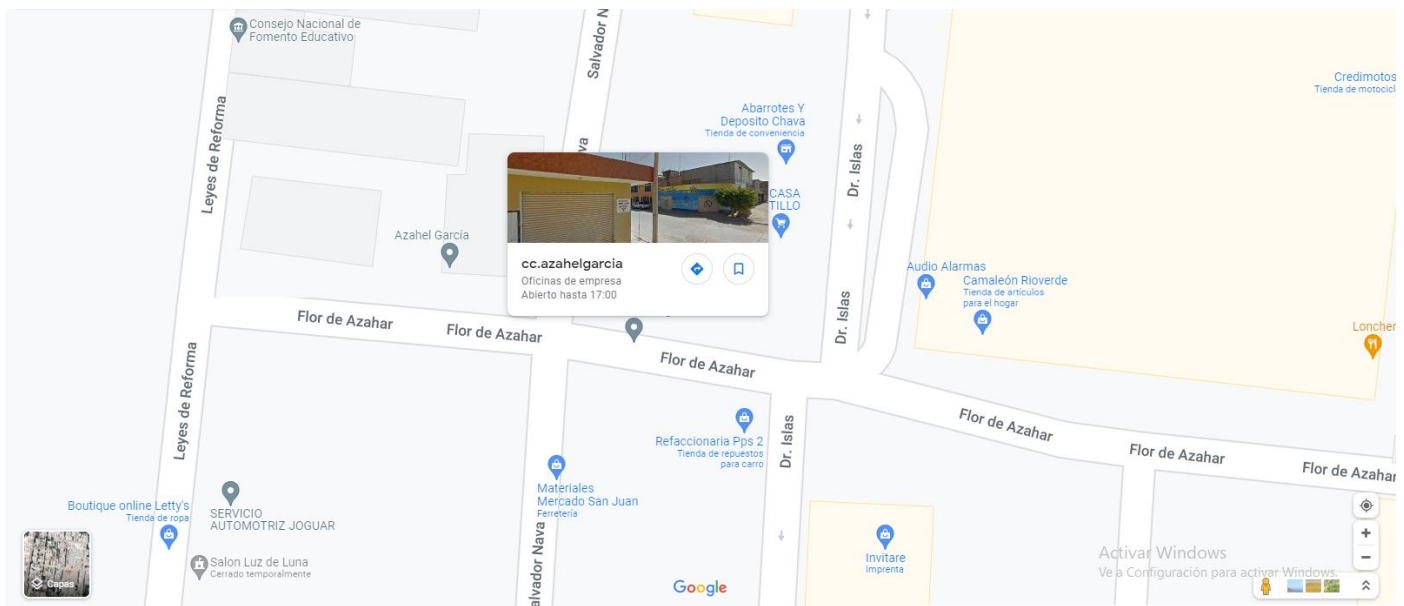 Consejo Nacional de
Fomento Educativo
Salvador N
Credimotos
Tienda de motocicl
Abarrotes Y
Deposito Chava
Tienda de conveniencia
Leyes de Reforma
va
Dr. Islas
CASA
TILLO
Azahel García
cc.azahelgarcia
Oficinas de empresa
Abierto hasta 17:00
Audio Alarmas
Camaleón Rioverde
Tienda de artículos
para el hogar
Dr. Islas
Flor de Azahar
Flor de Azahar
Flor de Azahar
Loncher
Leyes de Reforma
Flor de Azahar
Flor de Azahar
Flor de Azahar
Refaccionaria Pps 2
Tienda de repuestos
para carro
Dr. Islas
Materiales
Mercado San Juan
Ferretería
Boutique online Letty's
Tienda de ropa
SERVICIO
AUTOMOTRIZ JOGUAR
Salvador Nava
Salon Luz de Luna
Cerrado temporalmente
Invitare
Imprenta
Activar Windows
Ve a Configuración para activar Windows.
Capas
Google